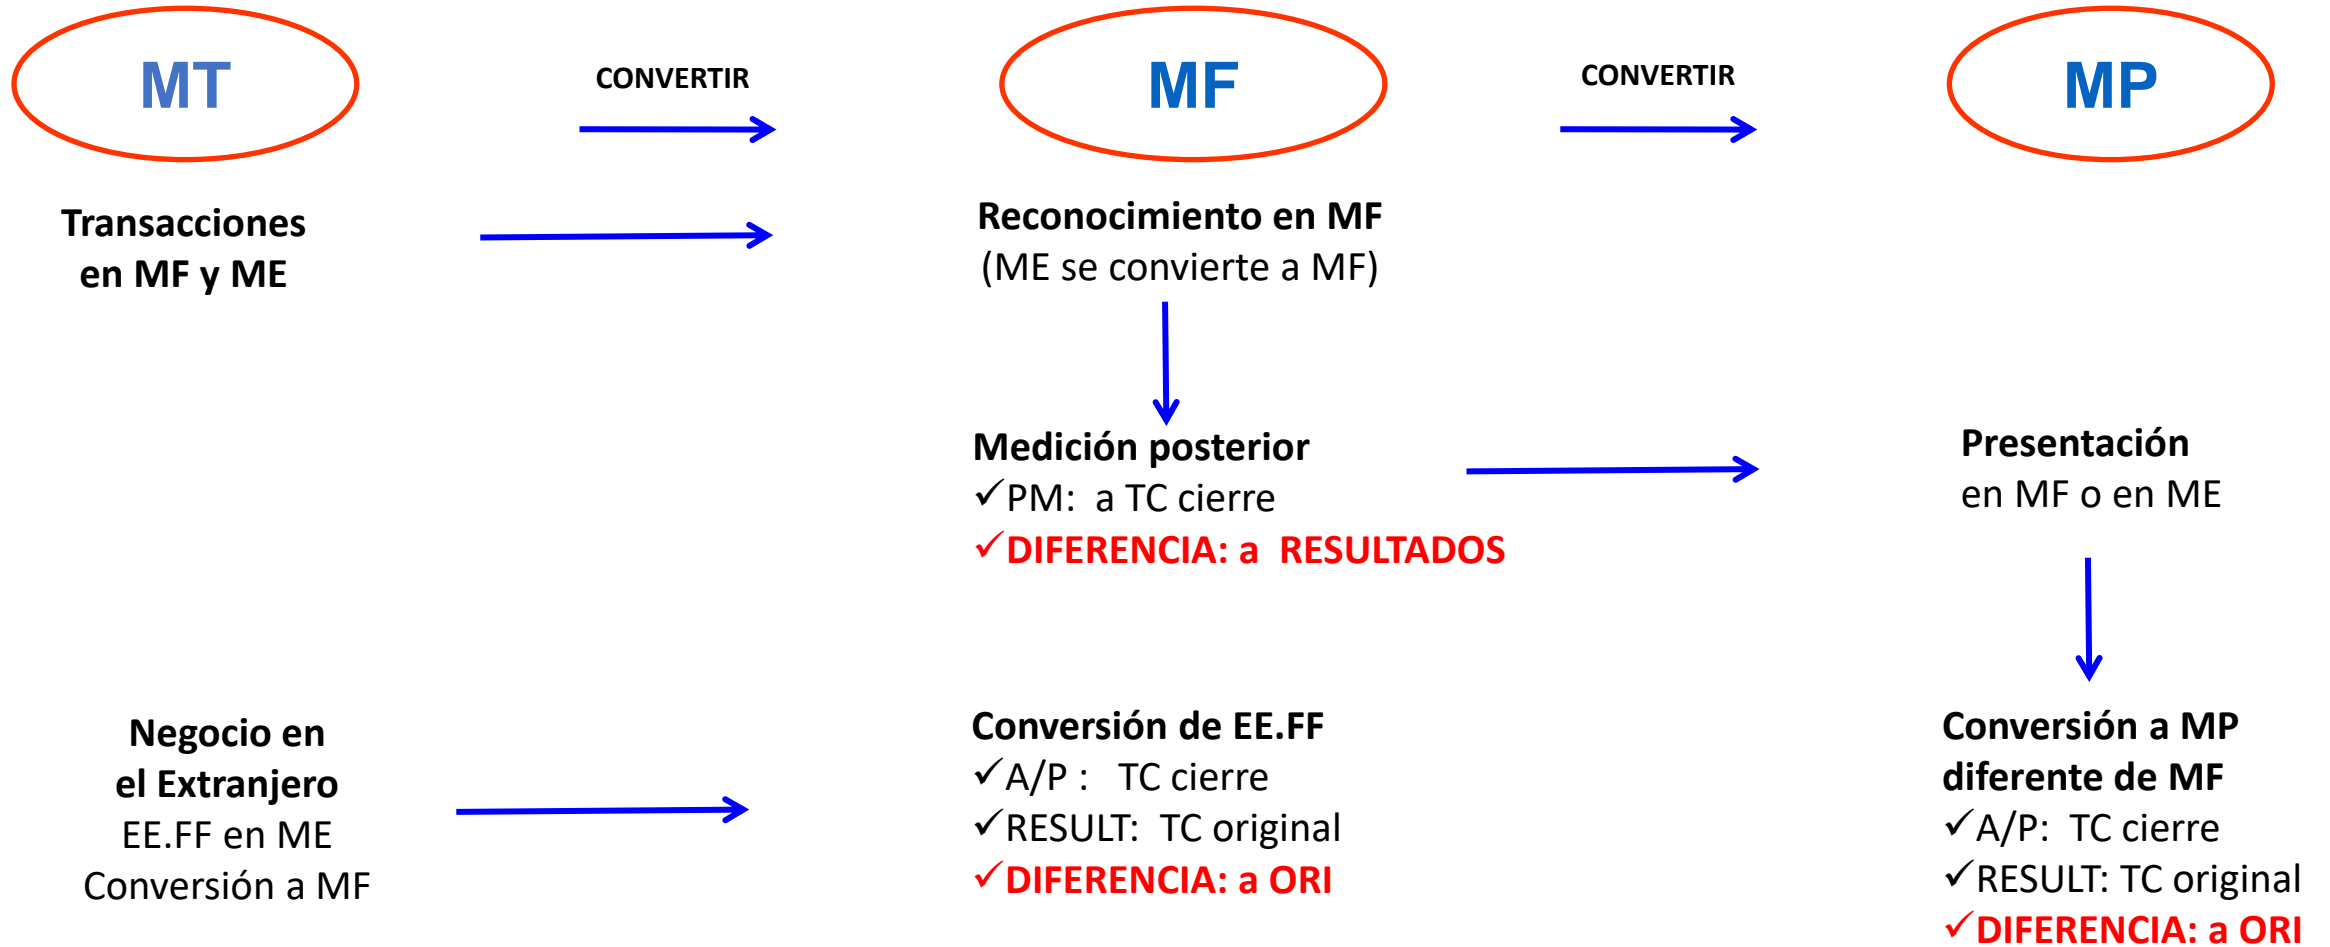 MT
CONVERTIR
MF
CONVERTIR
MP
Transacciones
en MF y ME
Reconocimiento en MF
(ME se convierte a MF)
Medición posterior
✓PM: a TC cierre
✓DIFERENCIA: a RESULTADOS
Presentación
en MF o en ME
Negocio en
el Extranjero
EE.FF en ME
Conversión a MF
Conversión de EE.FF
✓A/P : TC cierre
✓RESULT: TC original
✓DIFERENCIA: a ORI
Conversión a MP
diferente de MF
✓A/P: TC cierre
✓RESULT: TC original
✓DIFERENCIA: a ORI